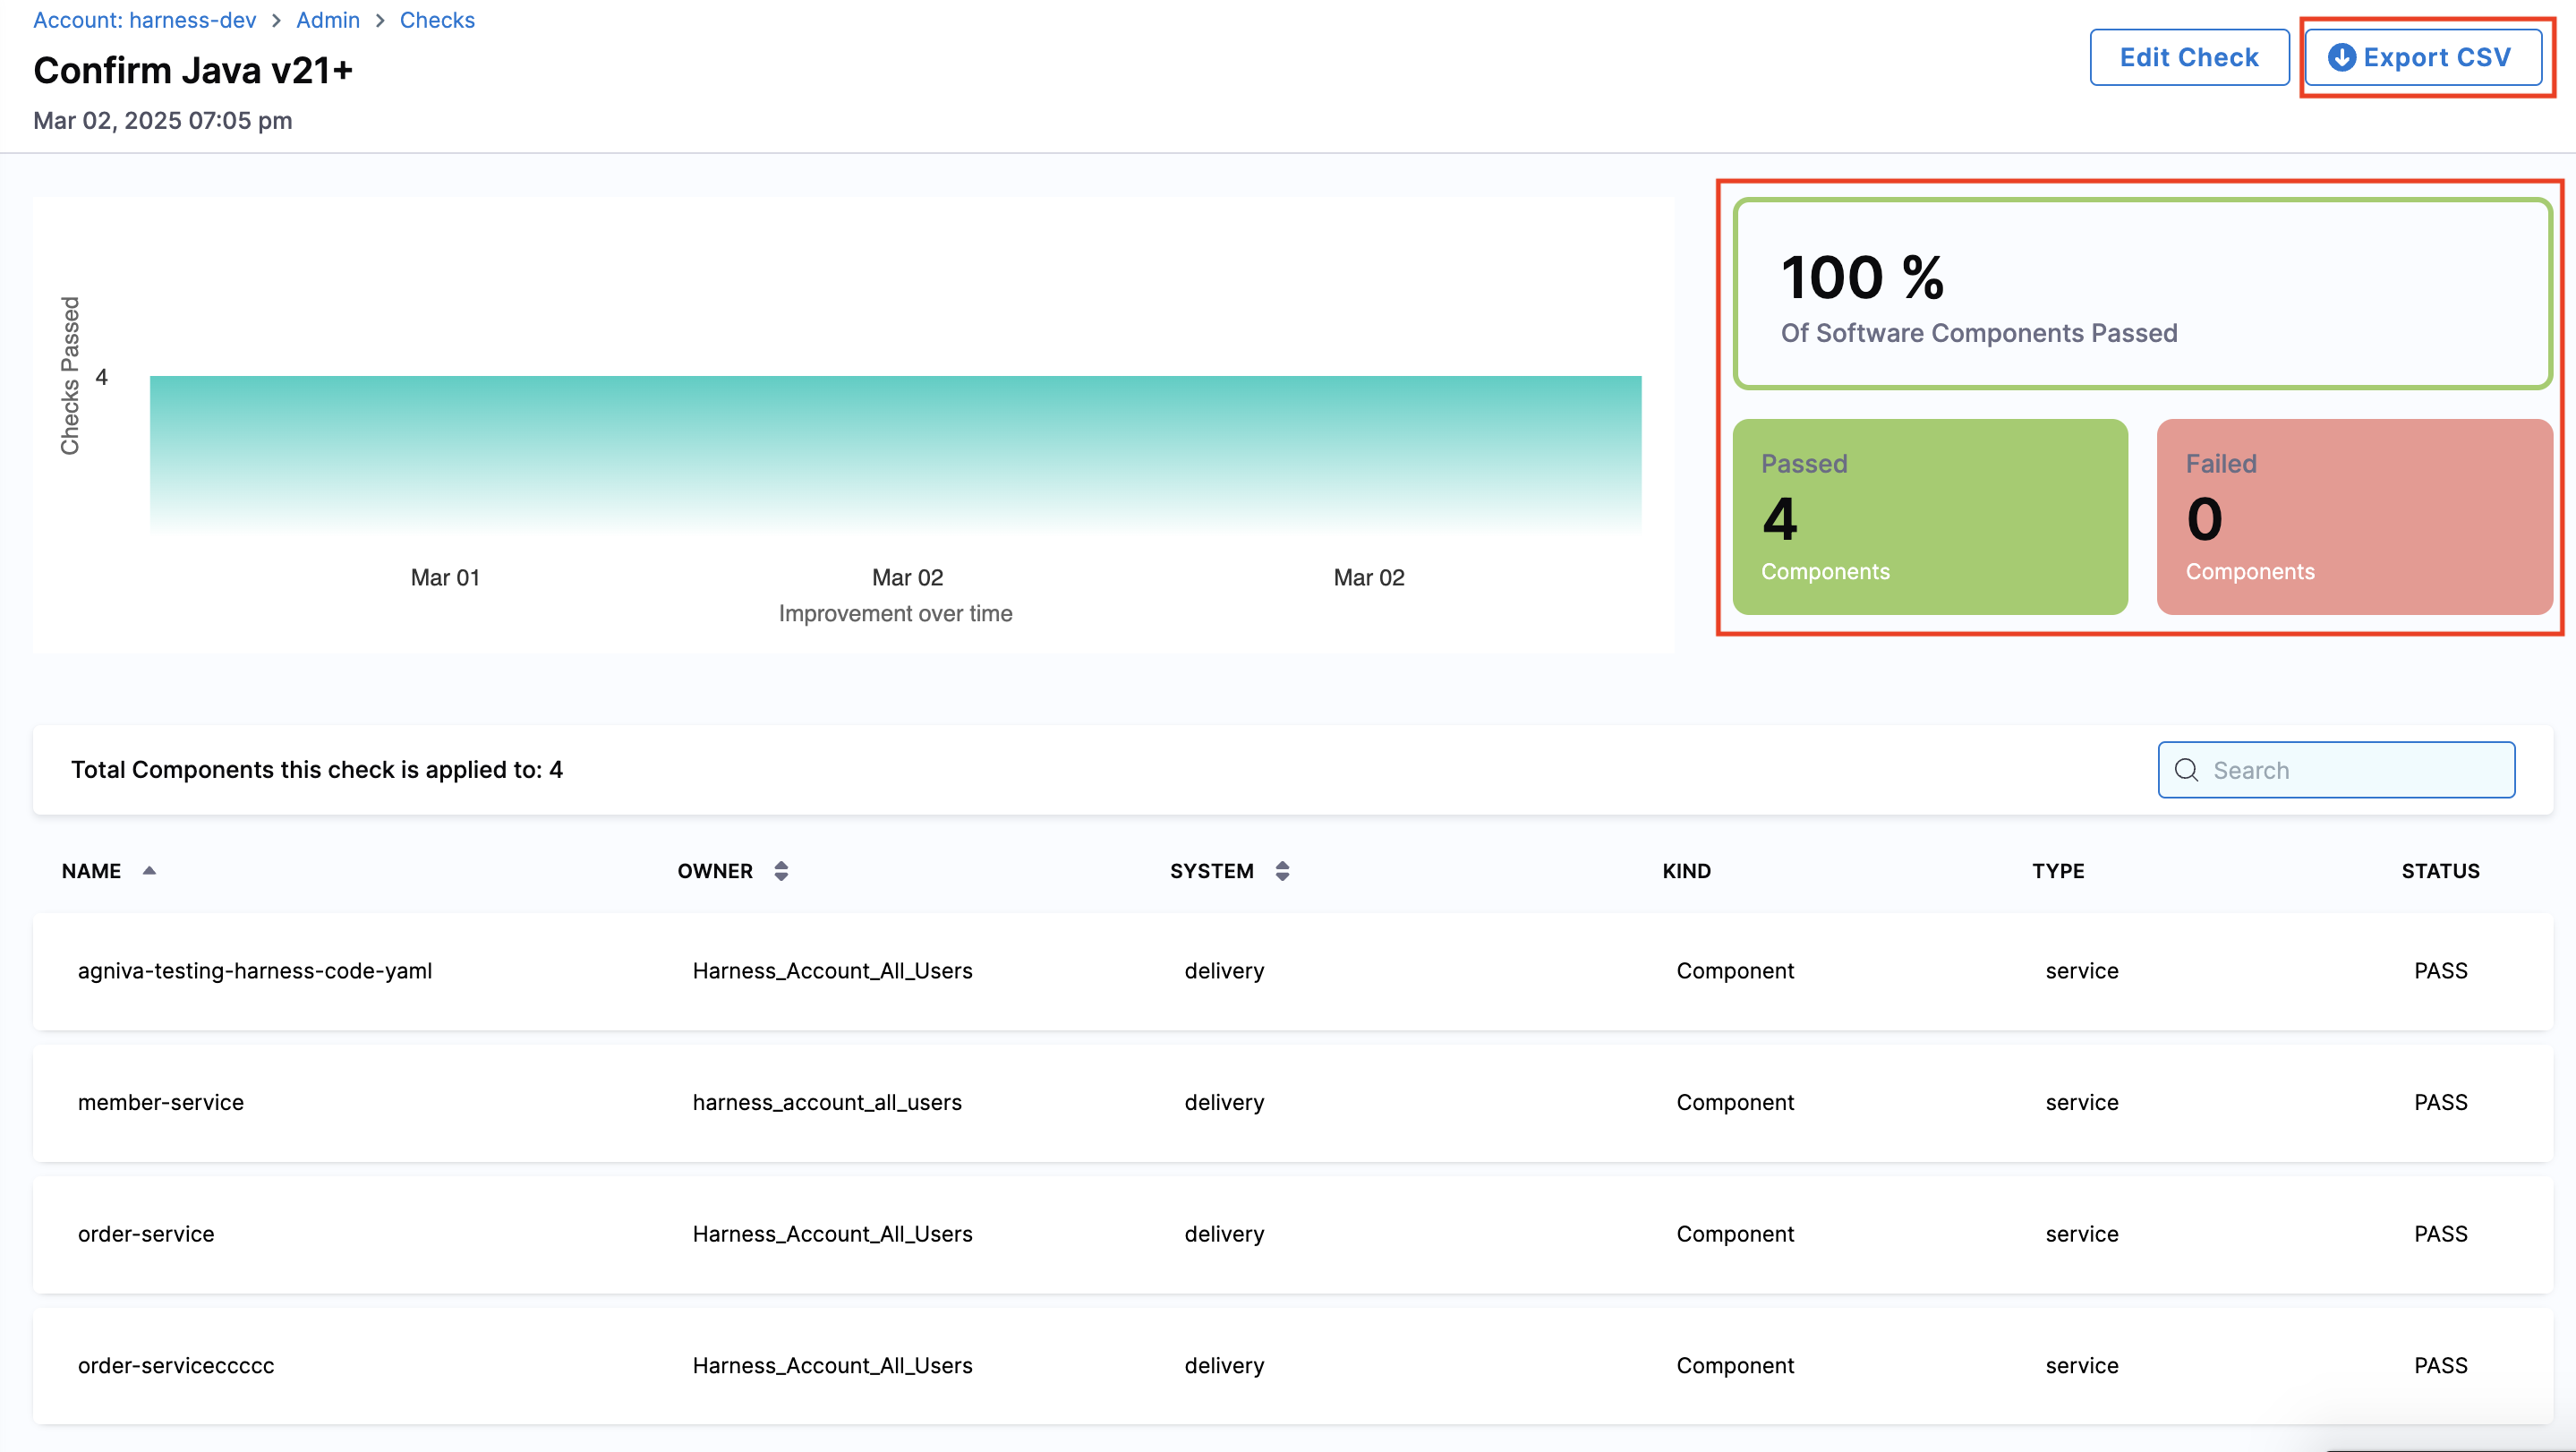 Account: harness-dev > Admin > Checks
Confirm Java v21+
Mar 02, 2025 07:05 pm
Edit Check
Export CSV
Checks Passed
4
Mar 01
Mar 02
Mar 02
Improvement over time
100 %
Of Software Components Passed
Passed
4
Components
Failed
0
Components
Total Components this check is applied to: 4
Search
NAME OWNER SYSTEM KIND TYPE STATUS
agniva-testing-harness-code-yaml Harness_Account_All_Users delivery Component service PASS
member-service harness_account_all_users delivery Component service PASS
order-service Harness_Account_All_Users delivery Component service PASS
order-serviceccccc Harness_Account_All_Users delivery Component service PASS